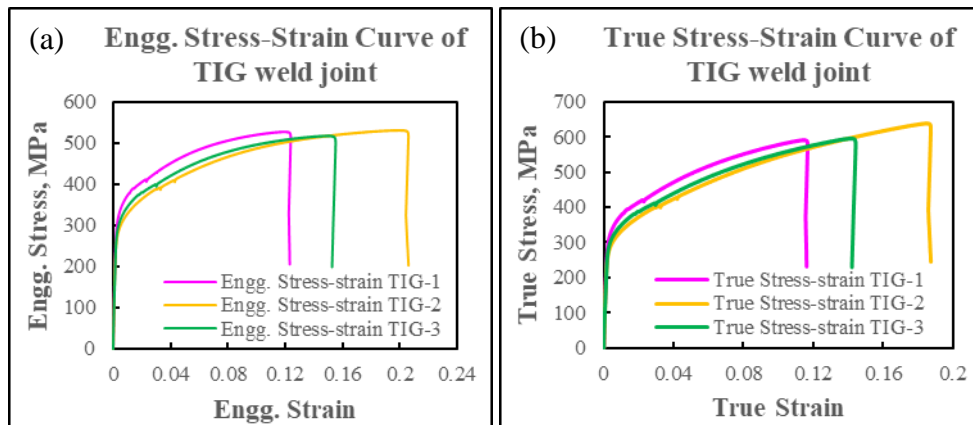 (a) Engg. Stress-Strain Curve of
TIG weld joint
600
500
400
300
200
100
0
Engg. Stress, MPa
Engg. Stress-strain TIG-1
Engg. Stress-strain TIG-2
Engg. Stress-strain TIG-3
0 0.04 0.08 0.12 0.16 0.2 0.24
Engg. Strain
(b) True Stress-Strain Curve of
TIG weld joint
700
600
500
400
300
200
100
0
True Stress, MPa
True Stress-strain TIG-1
True Stress-strain TIG-2
True Stress-strain TIG-3
0 0.04 0.08 0.12 0.16 0.2
True Strain